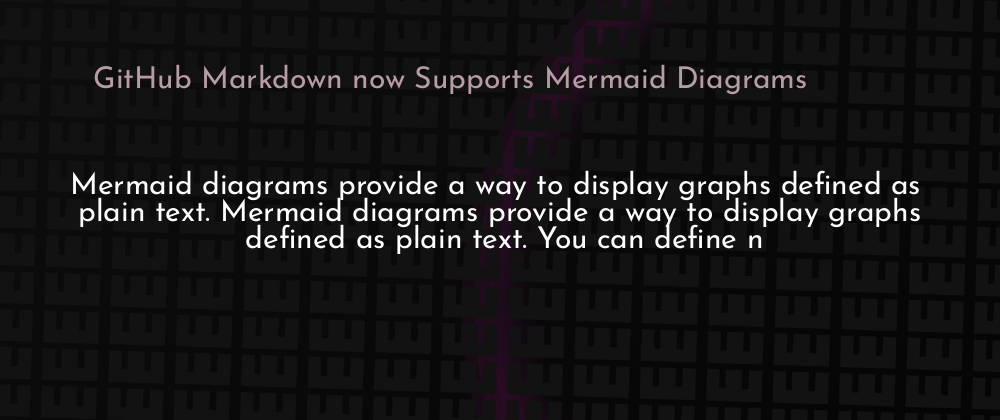 GitHub Markdown now Supports Mermaid Diagrams
Mermaid diagrams provide a way to display graphs defined as
plain text. Mermaid diagrams provide a way to display graphs
defined as plain text. You can define n